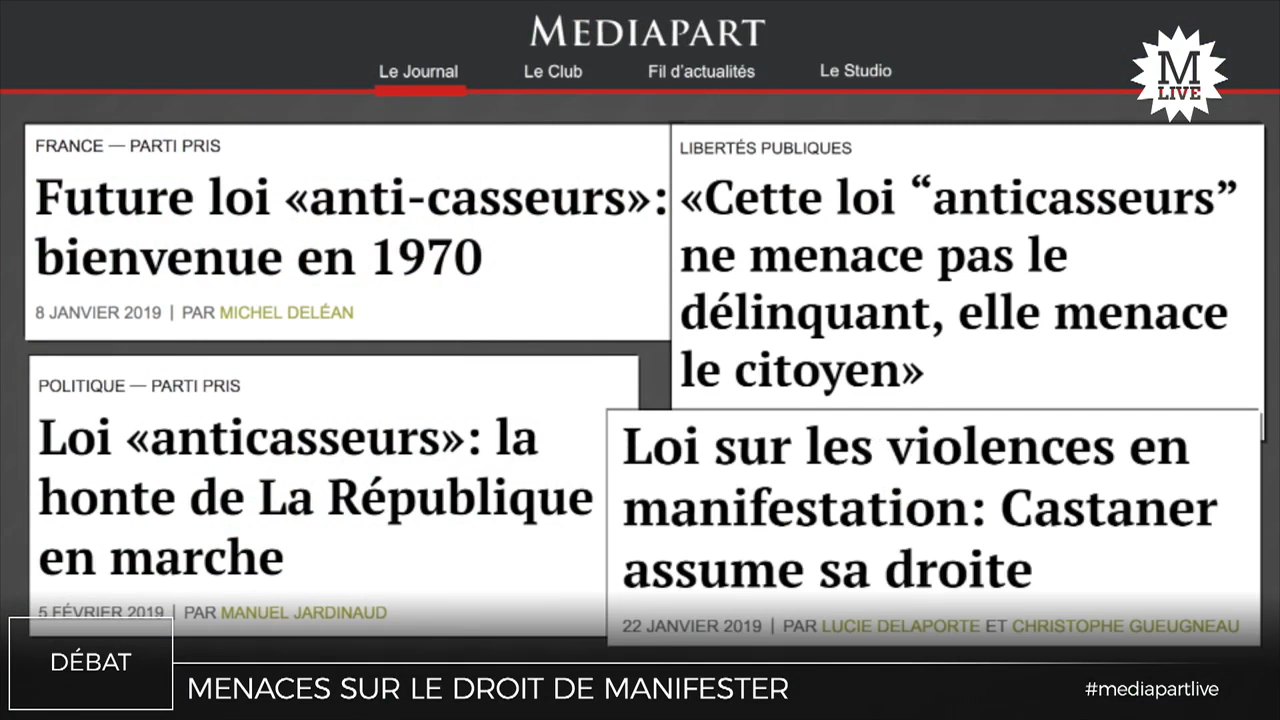 MEDIAPART
Le Journal
Le Club
Fil d'actualités
Le Studio
M
LIVE
FRANCE — PARTI PRIS
Future loi «anti-casseurs»:
bienvenue en 1970
8 JANVIER 2019 | PAR MICHEL DELÉAN
LIBERTÉS PUBLIQUES
«Cette loi “anticasseurs”
ne menace pas le
délinquant, elle menace
le citoyen»
POLITIQUE — PARTI PRIS
Loi «anticasseurs»: la
honte de La République
en marche
5 FÉVRIER 2019 | PAR MANUEL JARDINAUD
Loi sur les violences en
manifestation: Castaner
assume sa droite
22 JANVIER 2019 | PAR LUCIE DELAPORTE ET CHRISTOPHE GUEUGNEAU
DÉBAT
MENACES SUR LE DROIT DE MANIFESTER
#mediapartlive